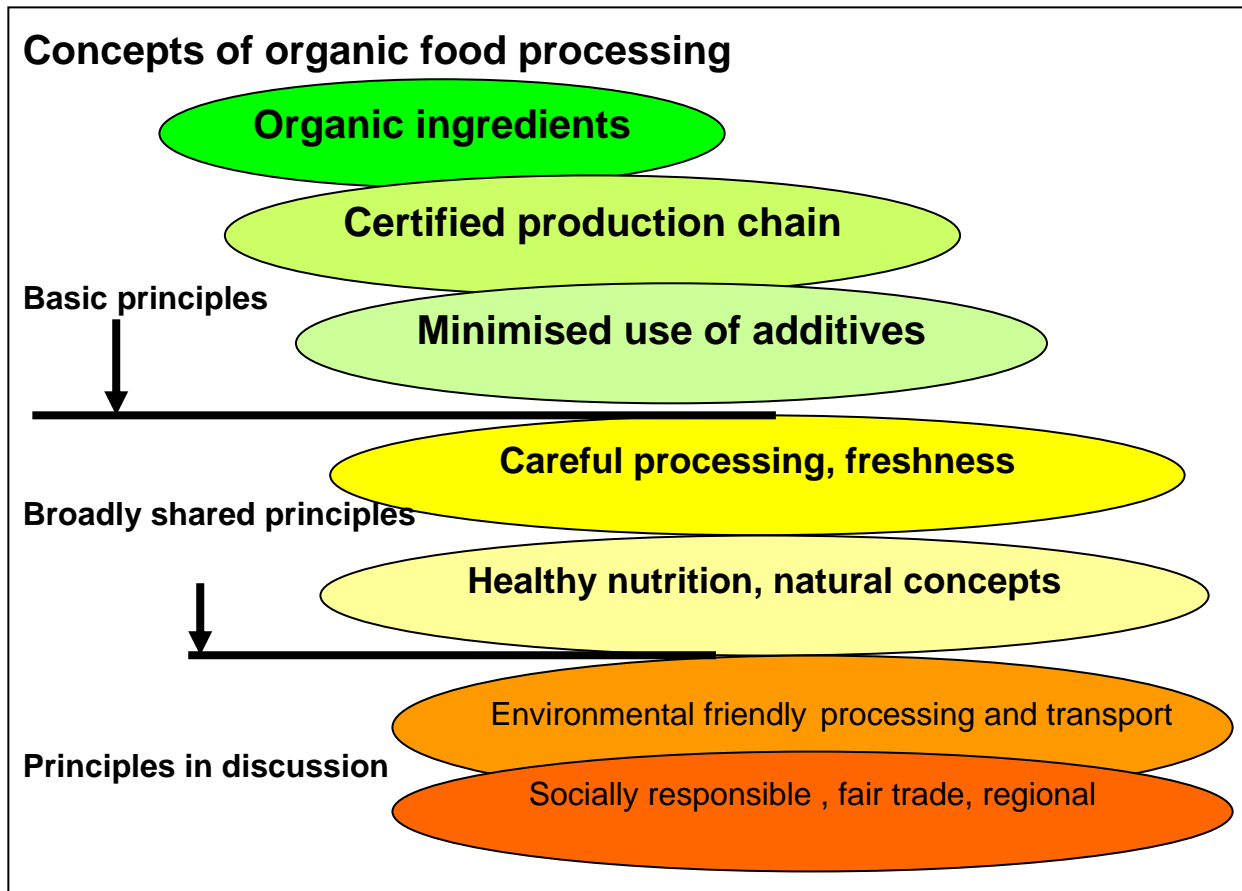 Concepts of organic food processing
Organic ingredients
Certified production chain
Basic principles
Minimised use of additives
Careful processing, freshness
Broadly shared principles
Healthy nutrition, natural concepts
Environmental friendly processing and transport
Principles in discussion
Socially responsible , fair trade, regional